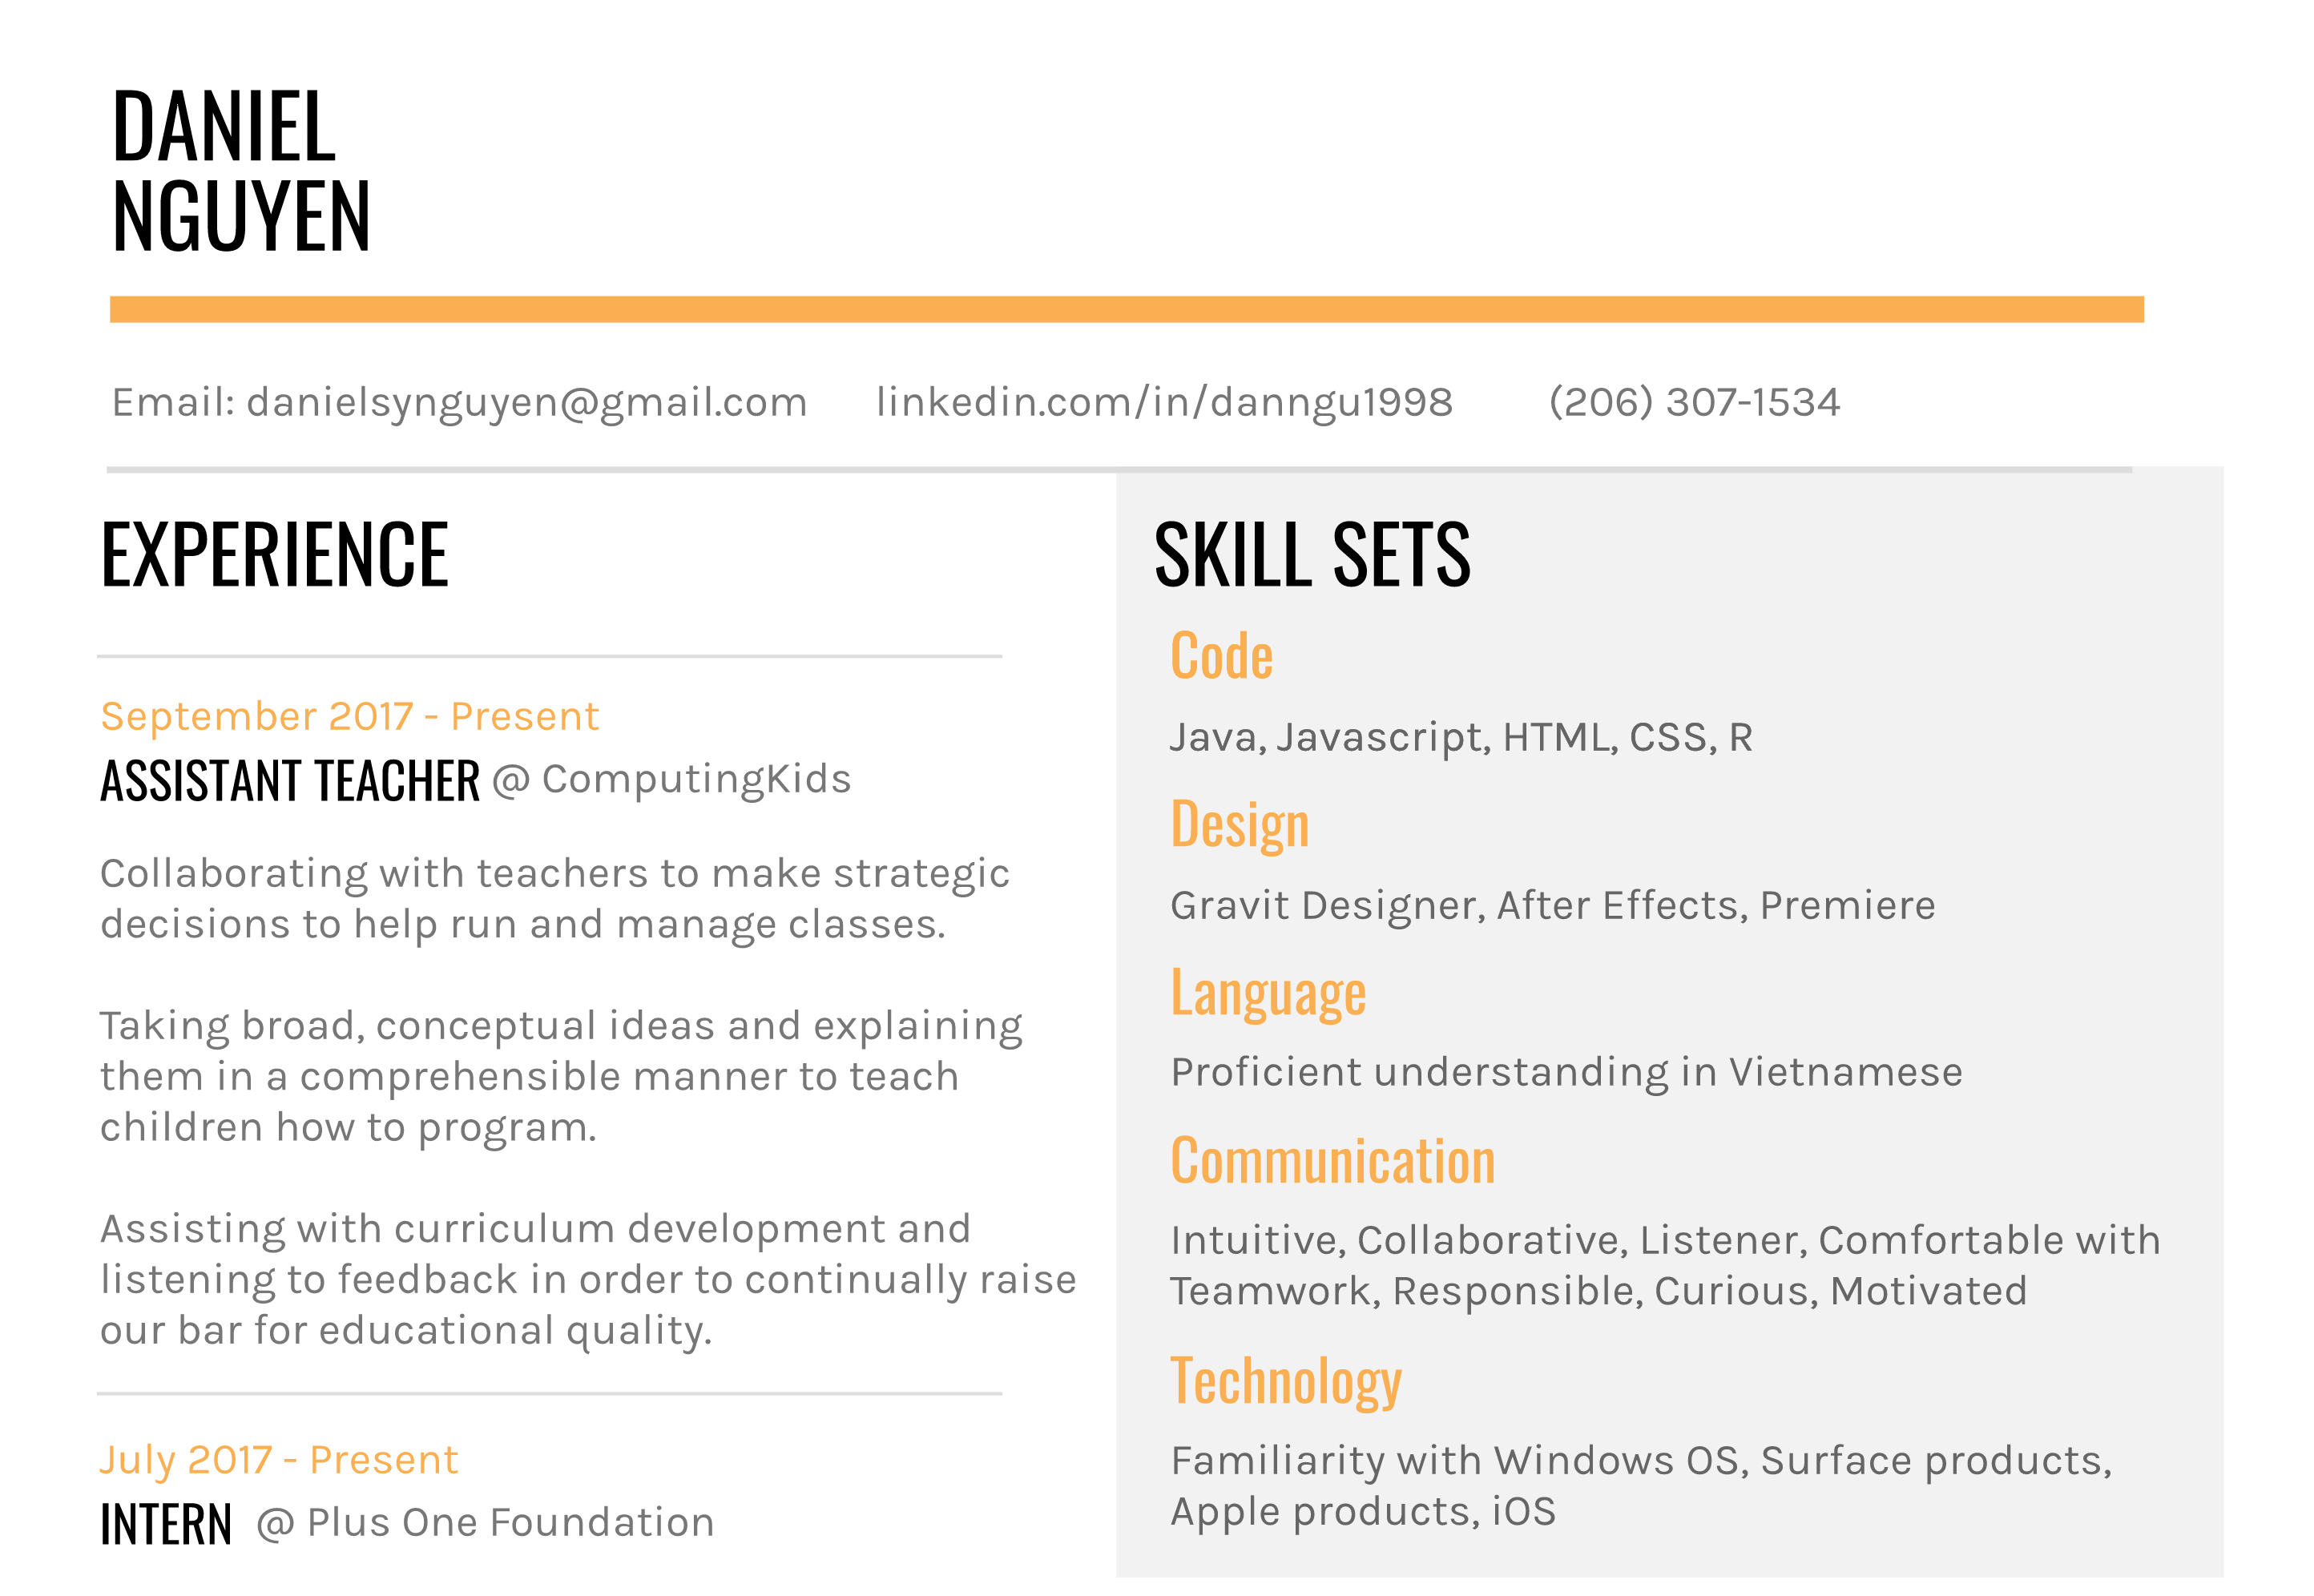 DANIEL
NGUYEN
Email: danielsynguyen@gmail.com linkedin.com/in/danngu1998 (206) 307-1534
EXPERIENCE
September 2017 - Present
ASSISTANT TEACHER @ ComputingKids
Collaborating with teachers to make strategic
decisions to help run and manage classes.
Taking broad, conceptual ideas and explaining
them in a comprehensible manner to teach
children how to program.
Assisting with curriculum development and
listening to feedback in order to continually raise
our bar for educational quality.
July 2017 - Present
INTERN @ Plus One Foundation
SKILL SETS
Code
Java, Javascript, HTML, CSS, R
Design
Gravit Designer, After Effects, Premiere
Language
Proficient understanding in Vietnamese
Communication
Intuitive, Collaborative, Listener, Comfortable with
Teamwork, Responsible, Curious, Motivated
Technology
Familiarity with Windows OS, Surface products,
Apple products, iOS